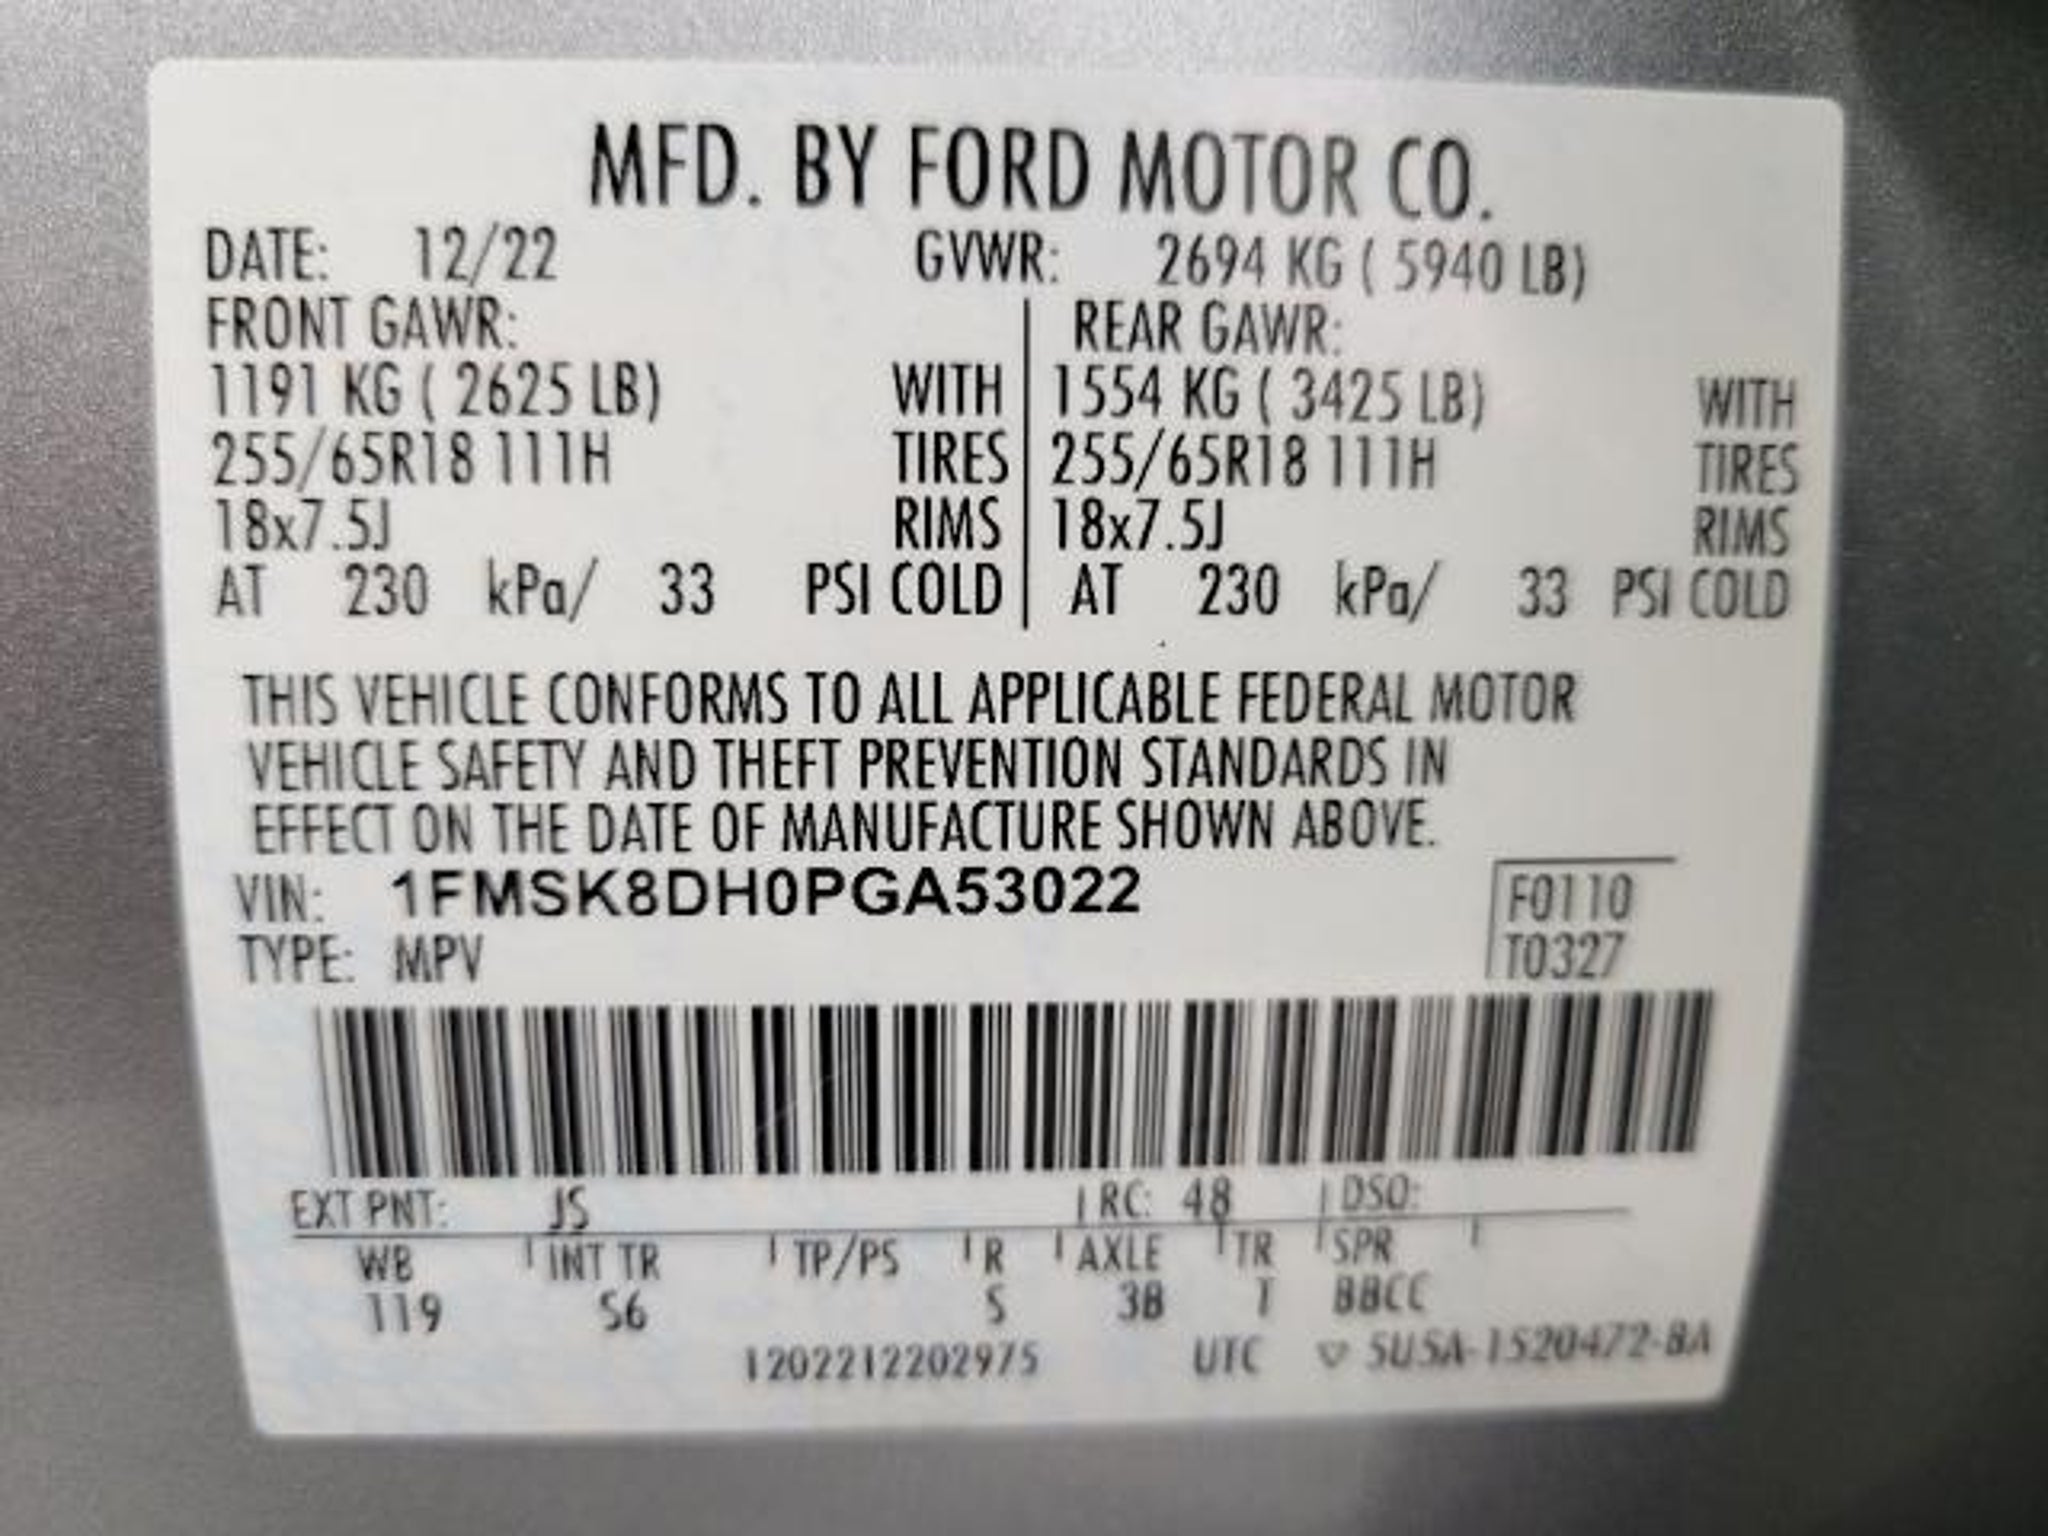 MFD. BY FORD MOTOR CO.
DATE: 12/22 GVWR: 2694 KG ( 5940 LB)
FRONT GAWR: REAR GAWR:
1191 KG ( 2625 LB) WITH 1554 KG ( 3425 LB) WITH
255/65R18 111H TIRES 255/65R18 111H TIRES
18x7.5J RIMS 18x7.5J RIMS
AT 230 kPa/ 33 PSI COLD AT 230 kPa/ 33 PSI COLD
THIS VEHICLE CONFORMS TO ALL APPLICABLE FEDERAL MOTOR
VEHICLE SAFETY AND THEFT PREVENTION STANDARDS IN
EFFECT ON THE DATE OF MANUFACTURE SHOWN ABOVE.
VIN: 1FMSK8DH0PGA53022 F0110
TYPE: MPV T0327
EXT PNT: JS RC: 48 DSO:
WB INT TR TP/PS R AXLE TR SPR
119 S6 S 3B T BBCC
1202212202975 UTC ▽ 5U5A-1520472-BA